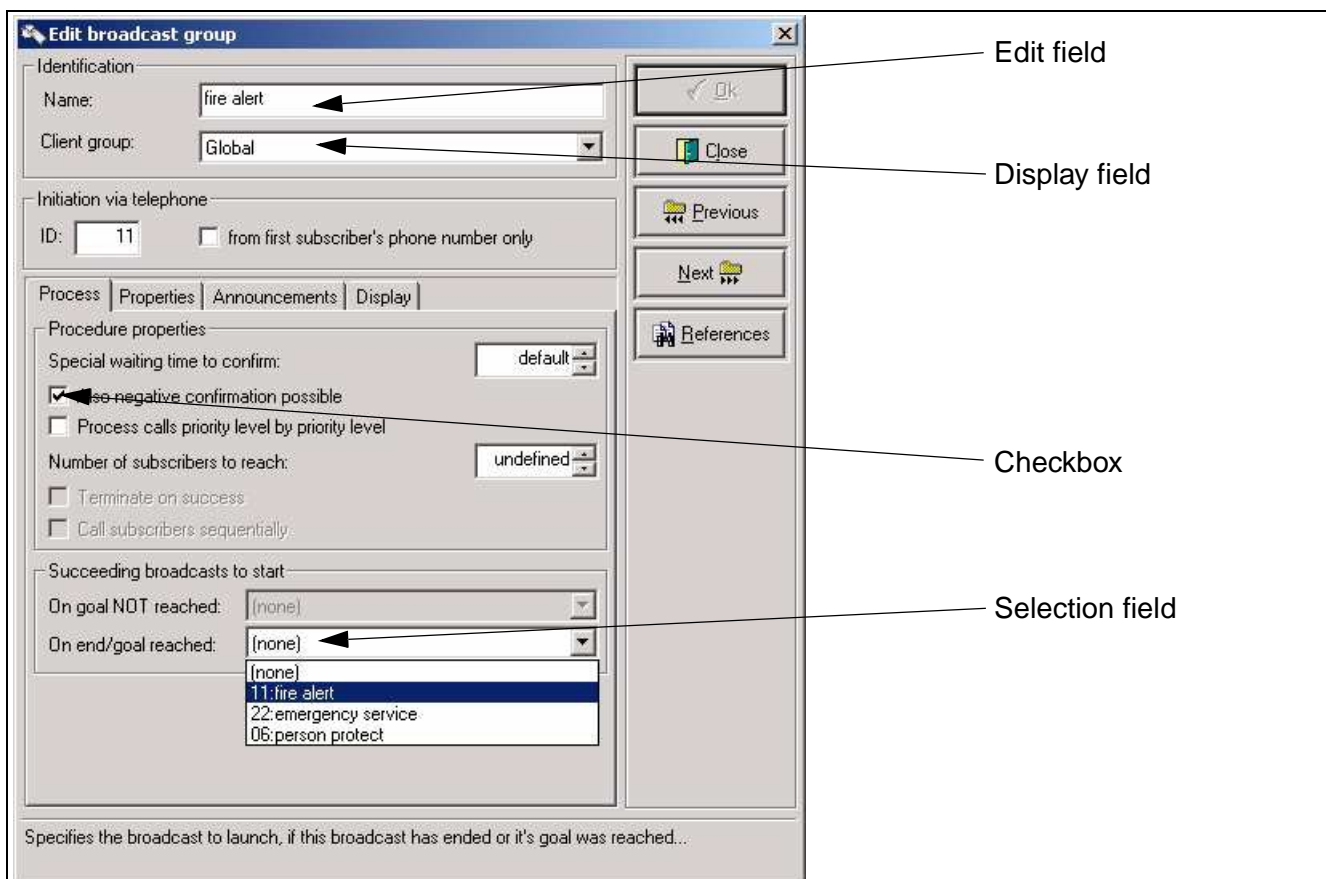 Edit broadcast group
Identification
Name: fire alert
Client group: Global
Initiation via telephone
ID: 11 from first subscriber's phone number only
Process Properties Announcements Display
Procedure properties
Special waiting time to confirm: default
Also negative confirmation possible
Process calls priority level by priority level
Number of subscribers to reach: undefined
Terminate on success
Call subscribers sequentially
Succeeding broadcasts to start
On goal NOT reached: (none)
On end/goal reached: (none)
(none)
11:fire alert
22:emergency service
06:person protect
Specifies the broadcast to launch, if this broadcast has ended or it's goal was reached...
Ok
Close
Previous
Next
References
Edit field
Display field
Checkbox
Selection field